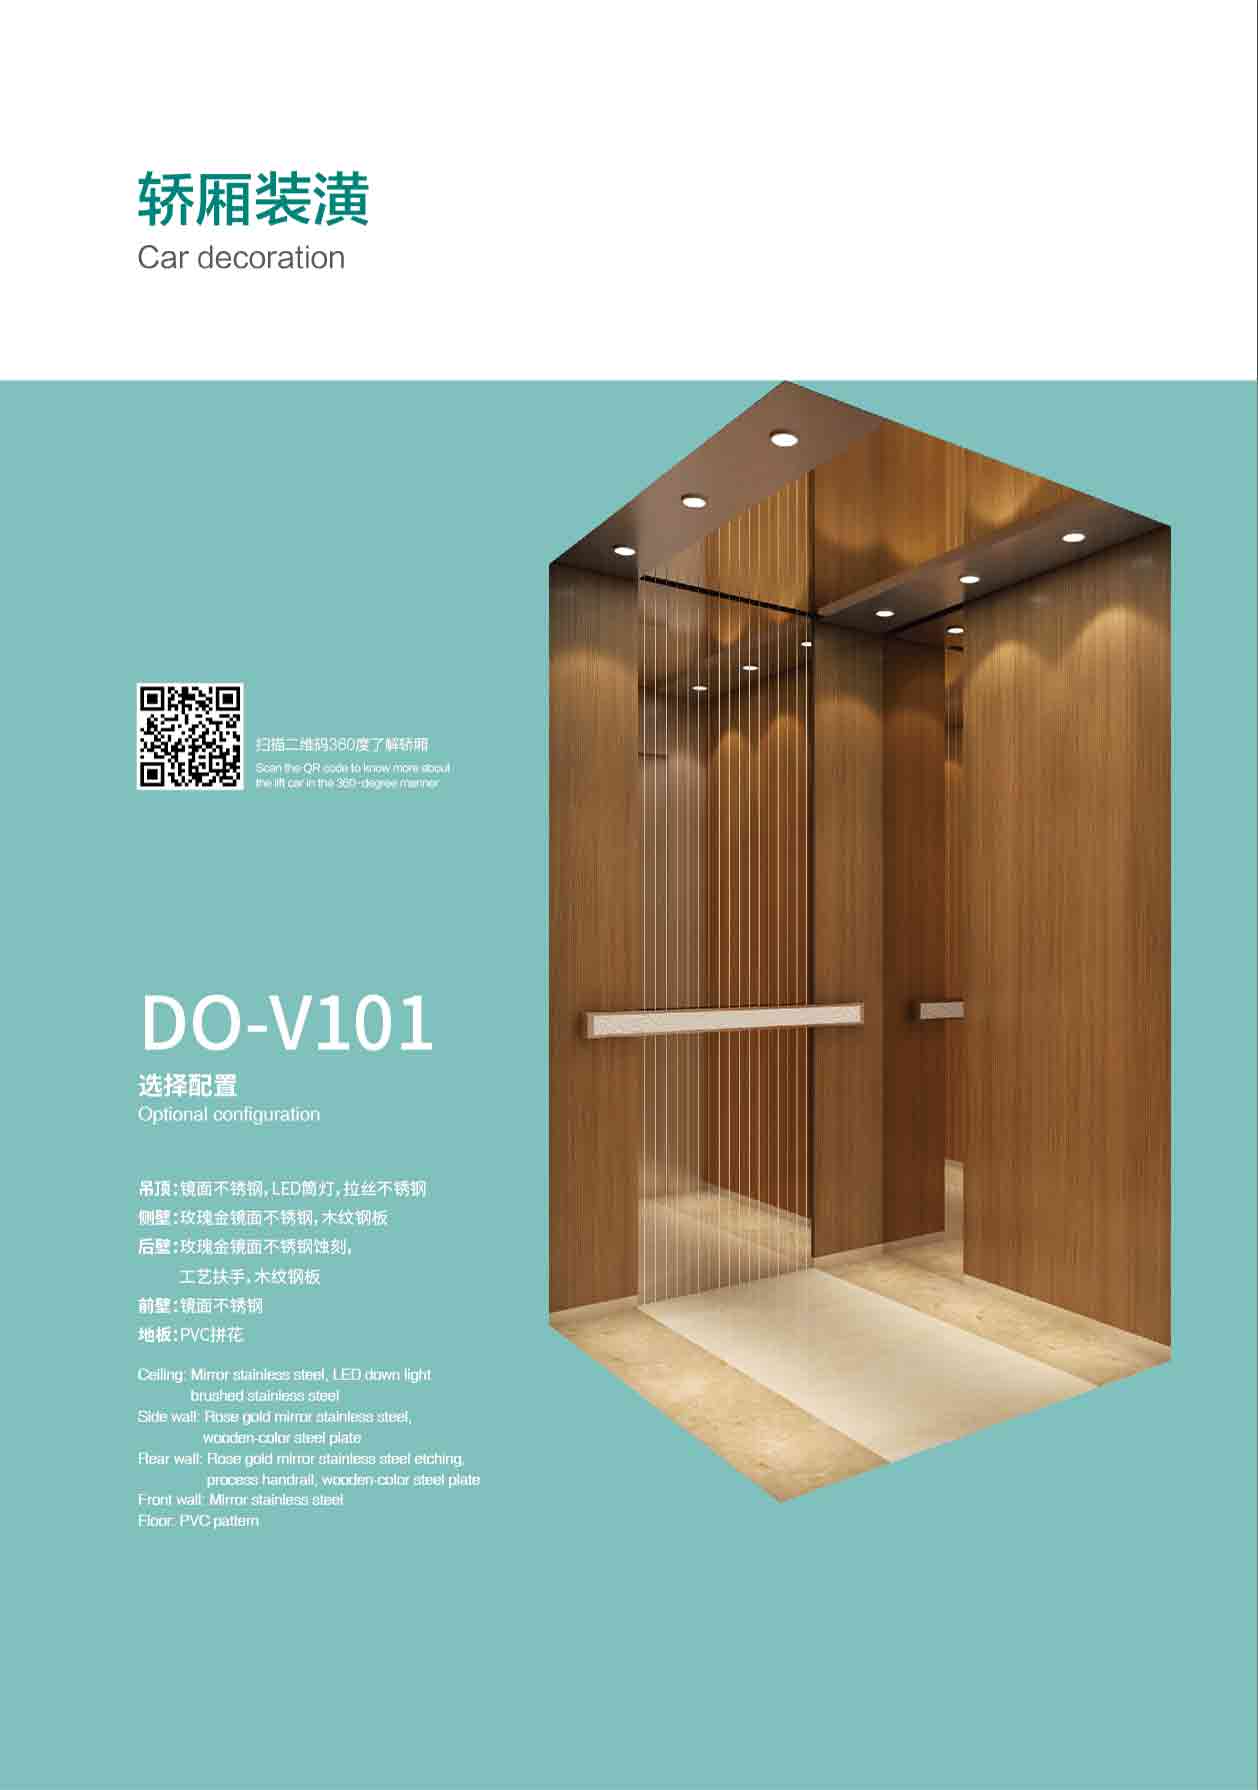 轿厢装潢
Car decoration
扫描二维码360度了解轿厢
Scan the QR code to know more about
the lift car in the 360-degree manner
DO-V101
选择配置
Optional configuration
吊顶:镜面不锈钢, LED筒灯, 拉丝不锈钢
侧壁:玫瑰金镜面不锈钢, 木纹钢板
后壁:玫瑰金镜面不锈钢蚀刻,
工艺扶手, 木纹钢板
前壁:镜面不锈钢
地板:PVC拼花
Ceiling: Mirror stainless steel, LED down light
brushed stainless steel
Side wall: Rose gold mirror stainless steel,
wooden-color steel plate
Rear wall: Rose gold mirror stainless steel etching,
process handrail, wooden-color steel plate
Front wall: Mirror stainless steel
Floor: PVC pattern